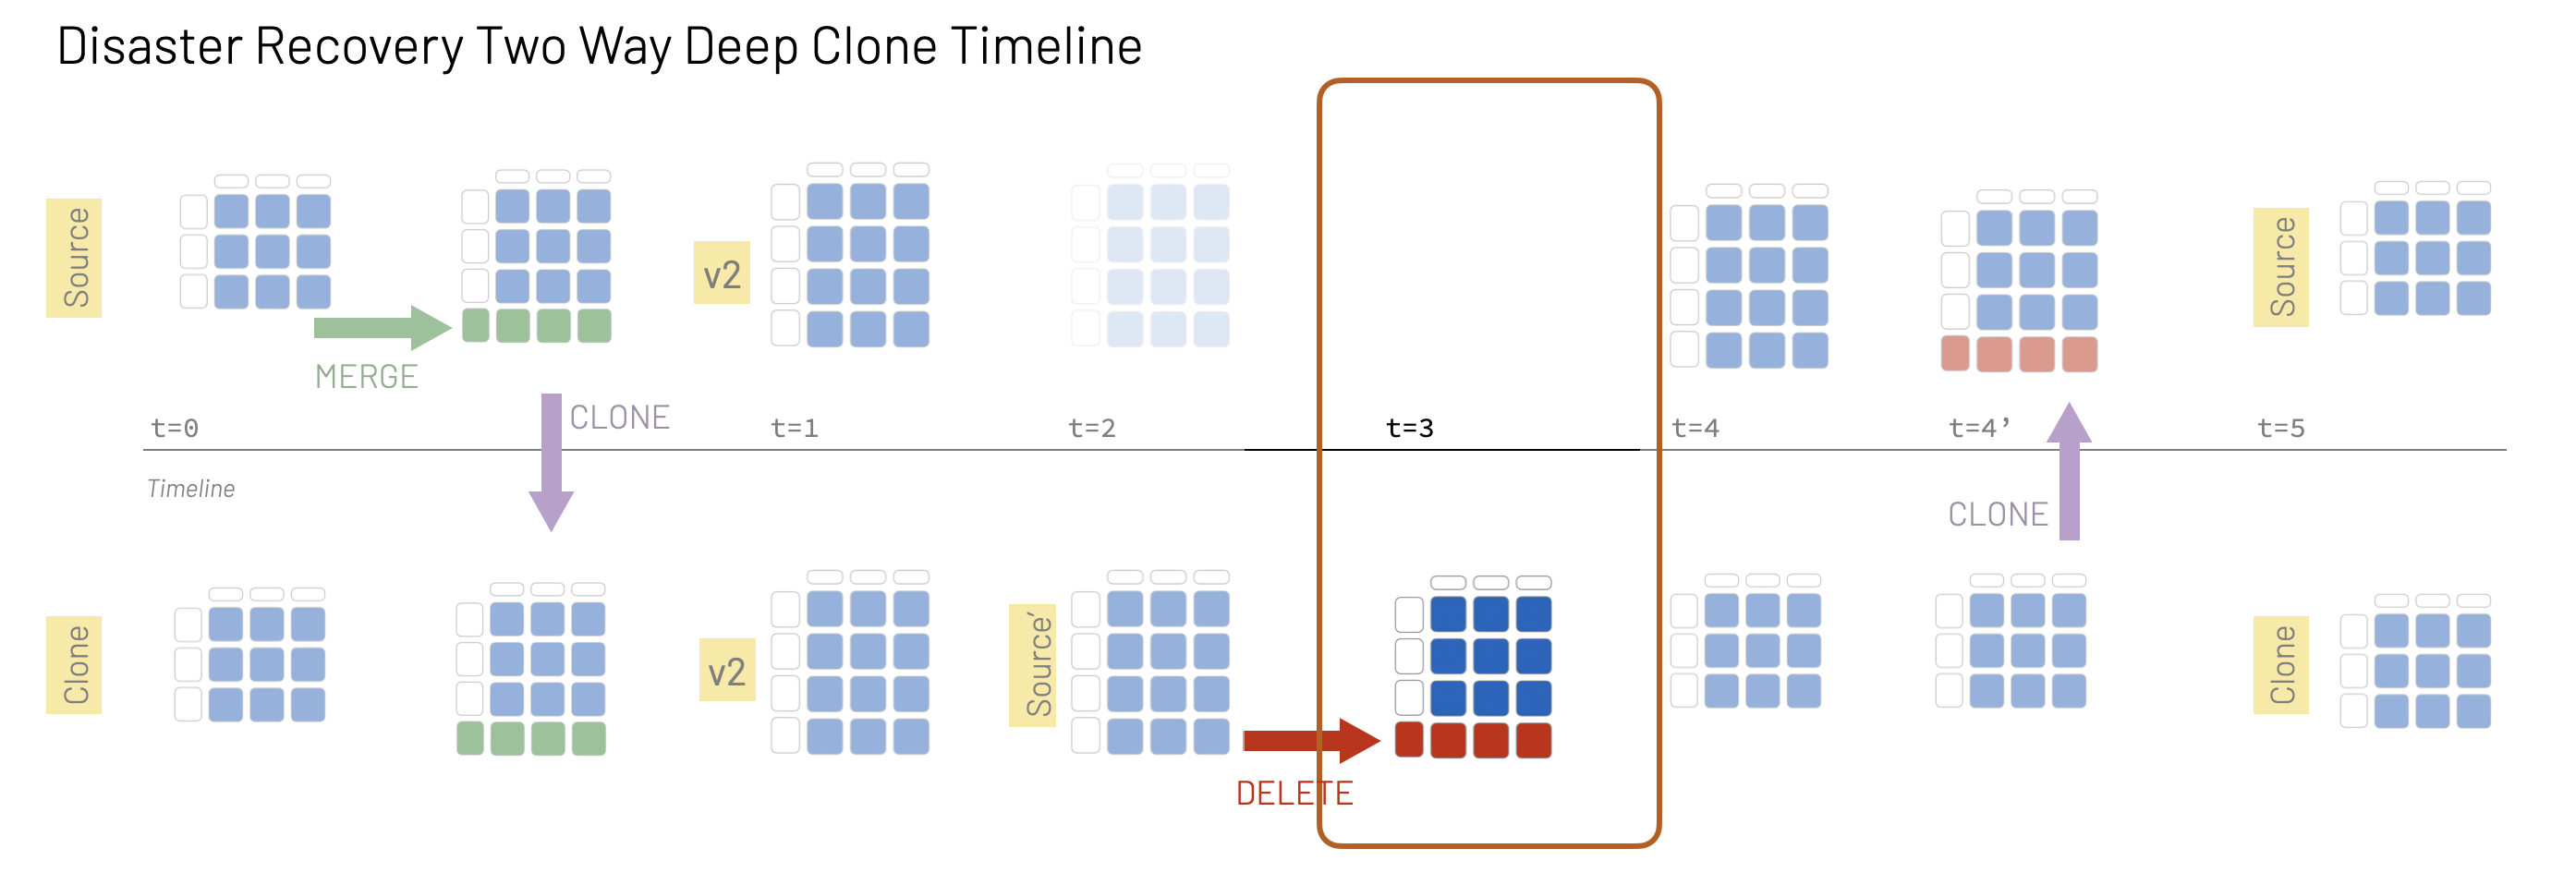 Disaster Recovery Two Way Deep Clone Timeline
Source
MERGE
CLONE
v2
Source
t=0
t=1
t=2
t=3
t=4
t=4’
t=5
Timeline
CLONE
Clone
v2
Source’
DELETE
Clone